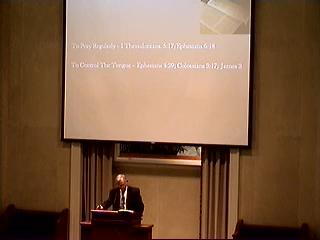 To Pray Regularly - 1 Thessalonians 5:17; Ephesians 6:18
To Control The Tongue - Ephesians 4:29; Colossians 3:17; James 3